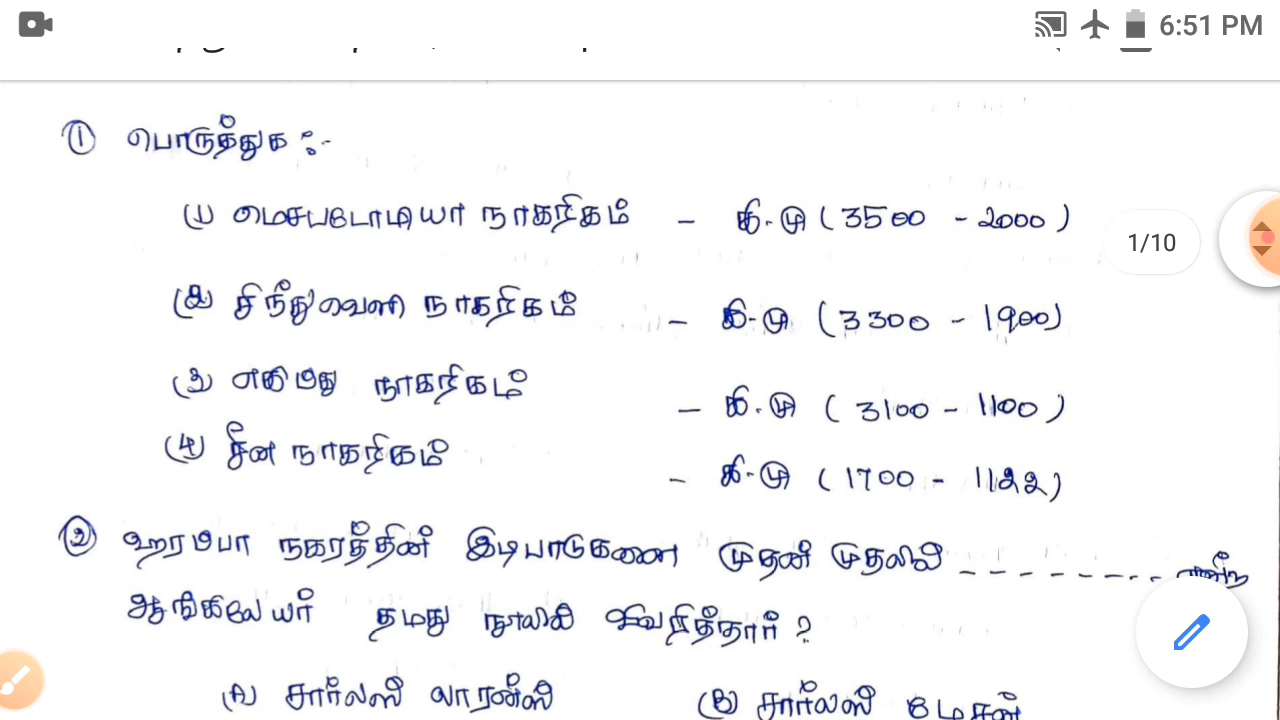 6:51 PM
① பொருத்துக :-
(1) மெசபடோமியா நாகரிகம் - கி.மு (3500 - 2000)
1/10
(2) சிந்துவெளி நாகரிகம் - கி.மு (3300 - 1900)
(3) எகிப்து நாகரிகம் - கி.மு (3100 - 1100)
(4) சீன நாகரிகம் - கி.மு (1700 - 1122)
② ஹரப்பா நகரத்தின் இடிபாடுகளை முதன் முதலில் _ _ _ _ _ _ _ _ என்ற
ஆங்கிலேயர் தமது நூலில் விவரித்தார் ?
(A) சார்லஸ் லாரன்ஸ் (B) சார்லஸ் மேசன்